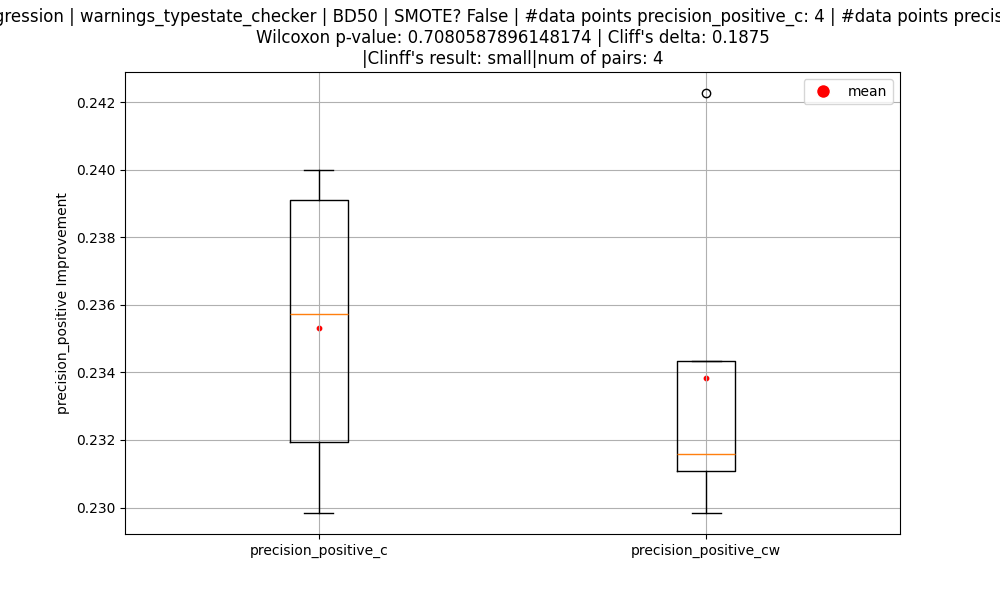 | warnings_typestate_checker | BD50 | SMOTE? False | #data points precision_positive_c: 4 | #data points
Wilcoxon p-value: 0.7080587896148174 | Cliff's delta: 0.1875
|Clinff's result: small|num of pairs: 4
mean
0.242
0.240
0.238
0.236
0.234
0.232
0.230
precision_positive Improvement
precision_positive_c
precision_positive_cw